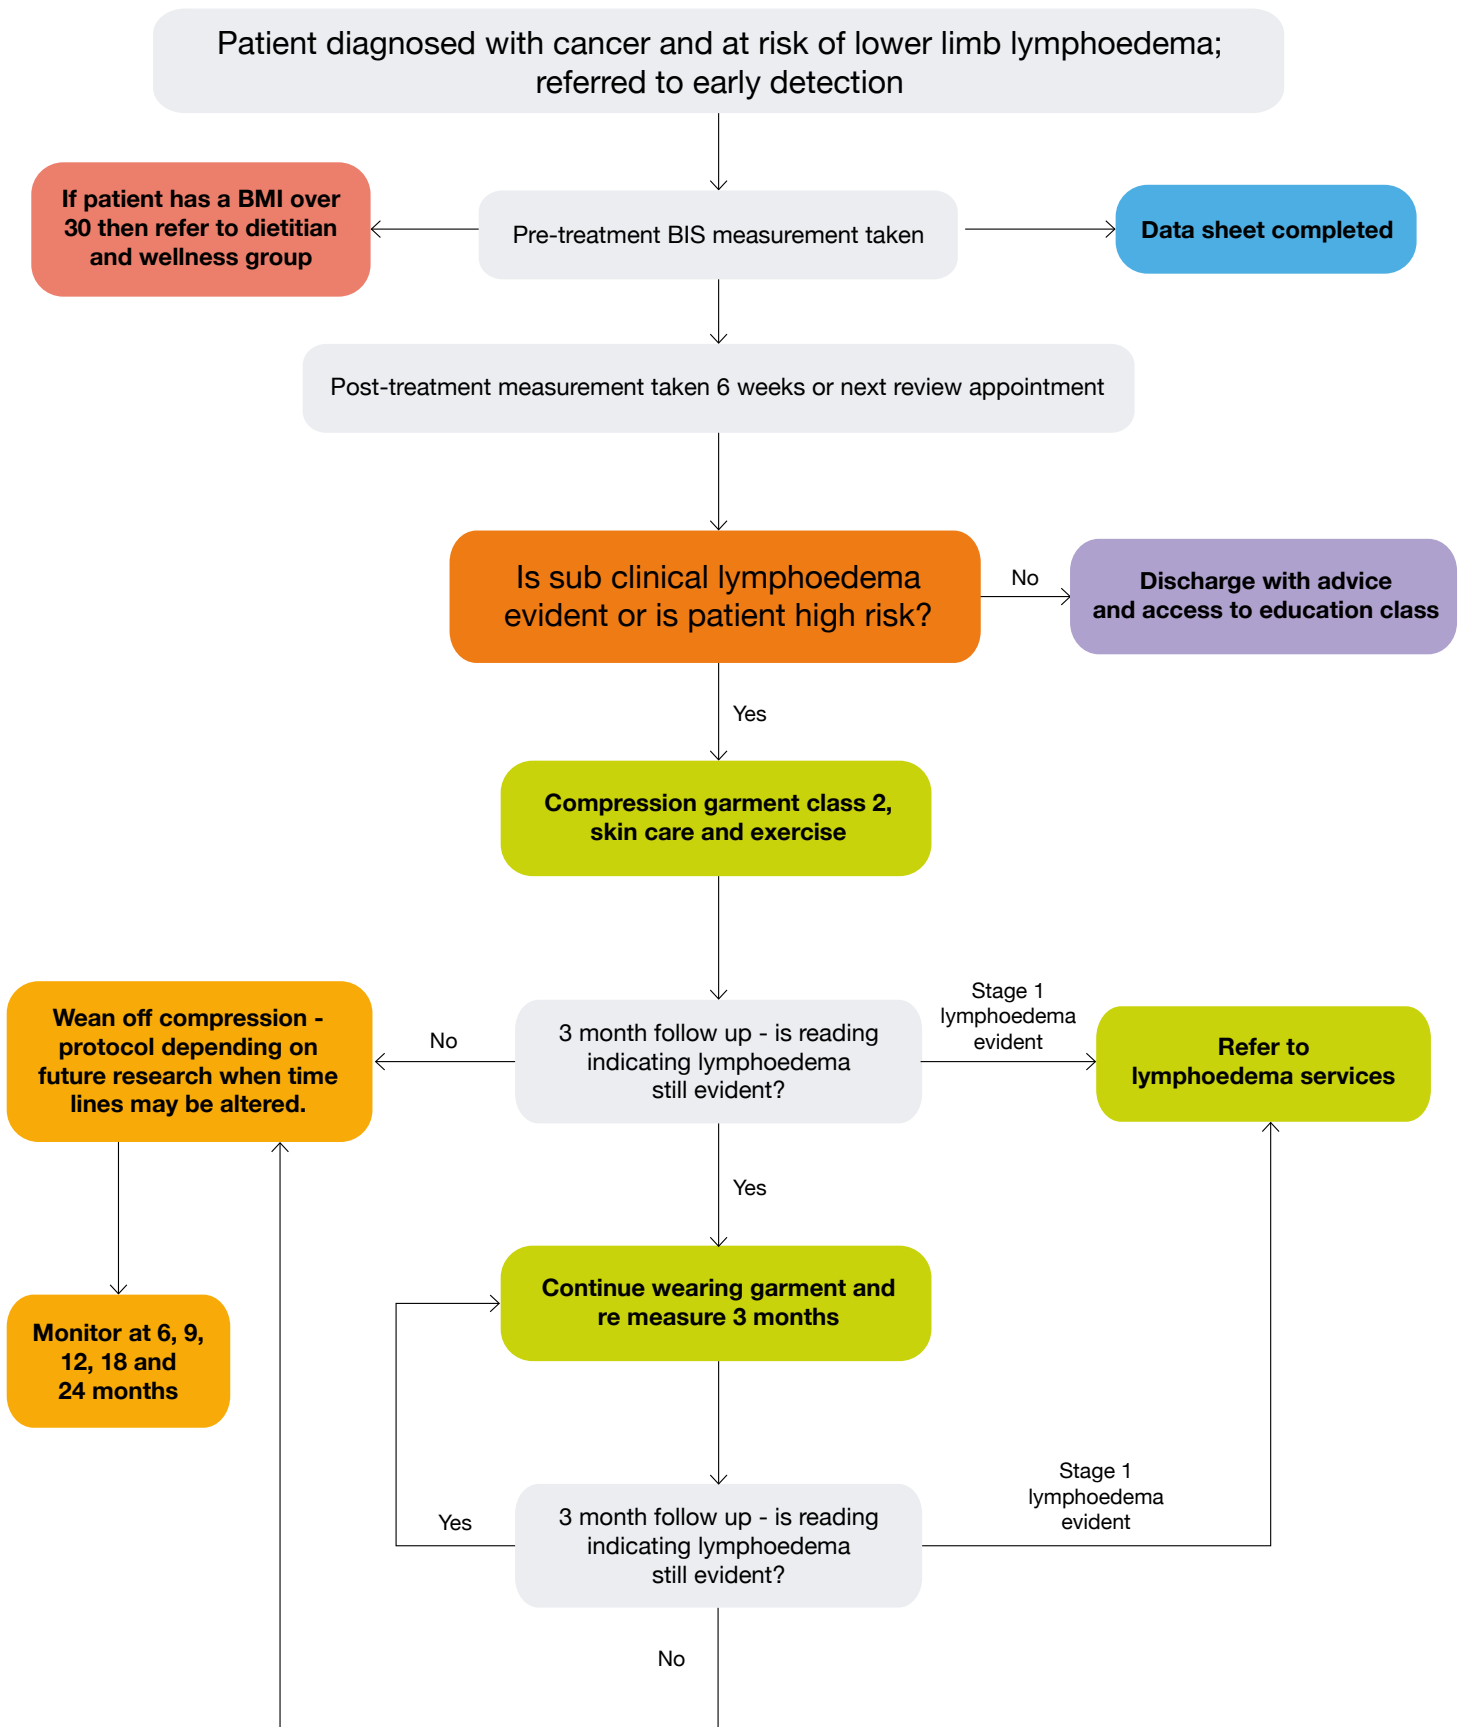 Patient diagnosed with cancer and at risk of lower limb lymphoedema;
referred to early detection
If patient has a BMI over
30 then refer to dietitian
and wellness group
Pre-treatment BIS measurement taken
Data sheet completed
Post-treatment measurement taken 6 weeks or next review appointment
Is sub clinical lymphoedema
evident or is patient high risk?
No
Discharge with advice
and access to education class
Yes
Compression garment class 2,
skin care and exercise
Wean off compression -
protocol depending on
future research when time
lines may be altered.
No
3 month follow up - is reading
indicating lymphoedema
still evident?
Stage 1
lymphoedema
evident
Refer to
lymphoedema services
Yes
Continue wearing garment and
re measure 3 months
Monitor at 6, 9,
12, 18 and
24 months
Yes
3 month follow up - is reading
indicating lymphoedema
still evident?
Stage 1
lymphoedema
evident
No